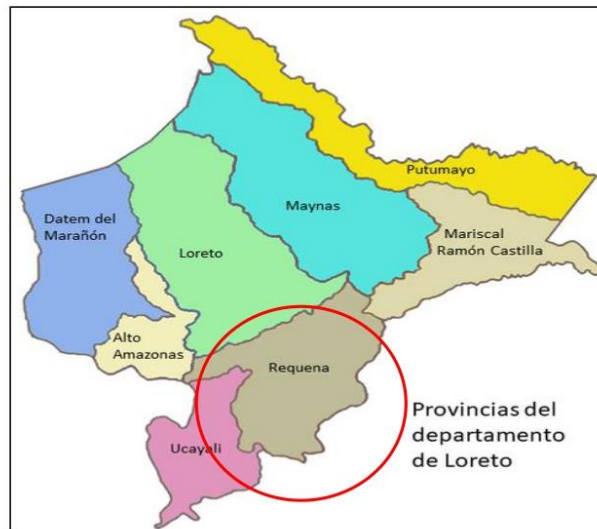 Putumayo
Maynas
Datem del
Marañón
Loreto
Mariscal
Ramón Castilla
Alto
Amazonas
Requena
Ucayali
Provincias del
departamento
de Loreto